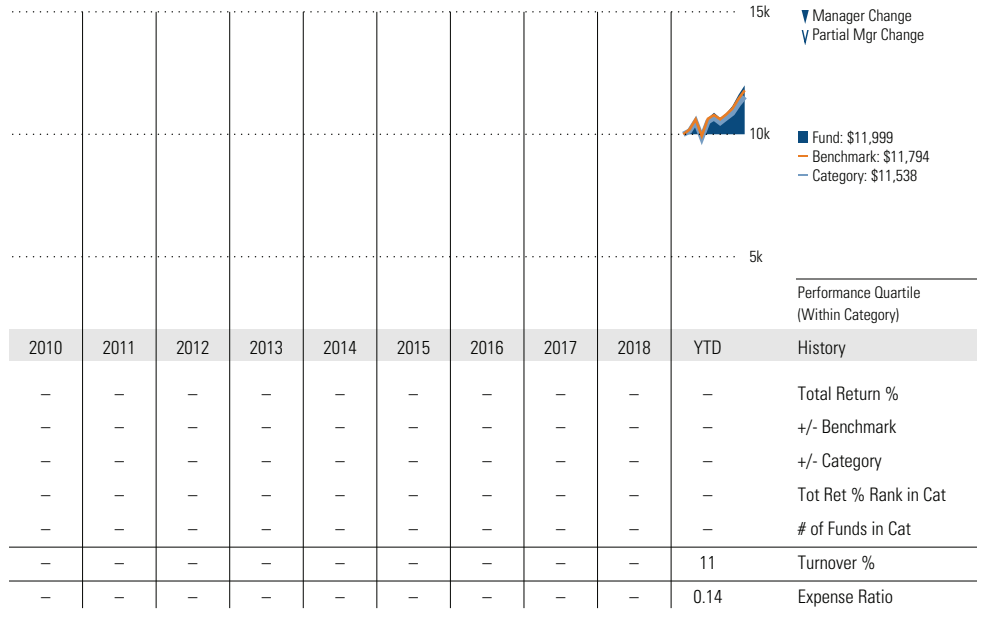 15k
Manager Change
Partial Mgr Change
10k
Fund: $11,999
Benchmark: $11,794
Category: $11,538
5k
Performance Quartile
(Within Category)
2010 2011 2012 2013 2014 2015 2016 2017 2018 YTD History
– – – – – – – – – – Total Return %
– – – – – – – – – – +/- Benchmark
– – – – – – – – – – +/- Category
– – – – – – – – – – Tot Ret % Rank in Cat
– – – – – – – – – – # of Funds in Cat
– – – – – – – – – 11 Turnover %
– – – – – – – – – 0.14 Expense Ratio